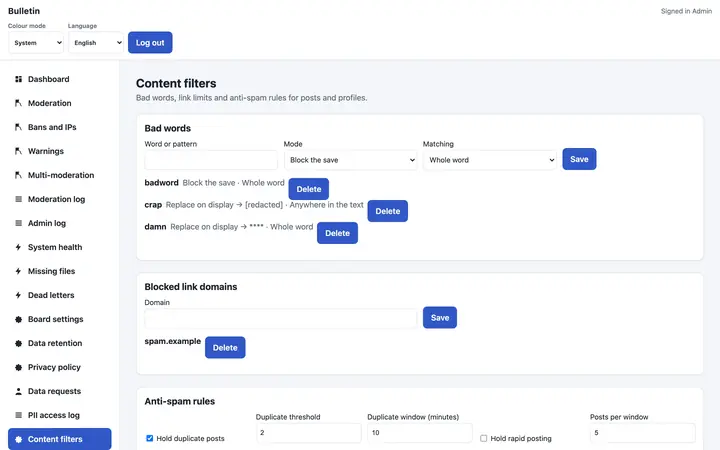 Bulletin
Signed in Admin
Colour mode
Language
System
English
Log out
Dashboard
Moderation
Bans and IPs
Warnings
Multi-moderation
Moderation log
Admin log
System health
Missing files
Dead letters
Board settings
Data retention
Privacy policy
Data requests
PII access log
Content filters
Content filters
Bad words, link limits and anti-spam rules for posts and profiles.
Bad words
Word or pattern
Mode
Matching
Block the save
Whole word
Save
badword Block the save · Whole word Delete
crap Replace on display → [redacted] · Anywhere in the text Delete
damn Replace on display → **** · Whole word Delete
Blocked link domains
Domain
Save
spam.example Delete
Anti-spam rules
Hold duplicate posts
Duplicate threshold
2
Duplicate window (minutes)
10
Hold rapid posting
Posts per window
5